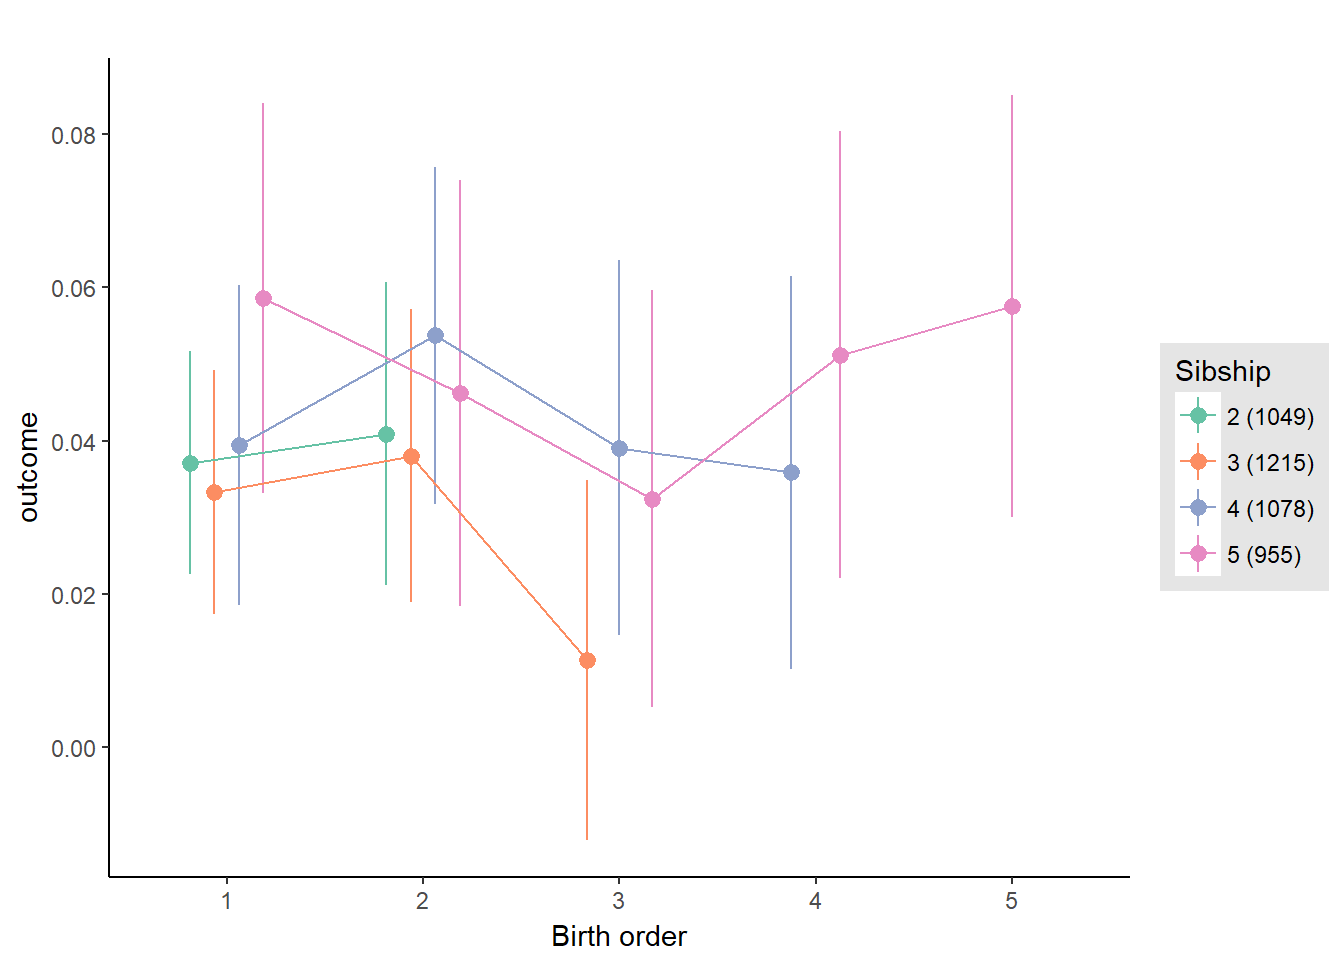 0.08
0.06
0.04
0.02
0.00
outcome
1 2 3 4 5
Birth order
Sibship
2 (1049)
3 (1215)
4 (1078)
5 (955)